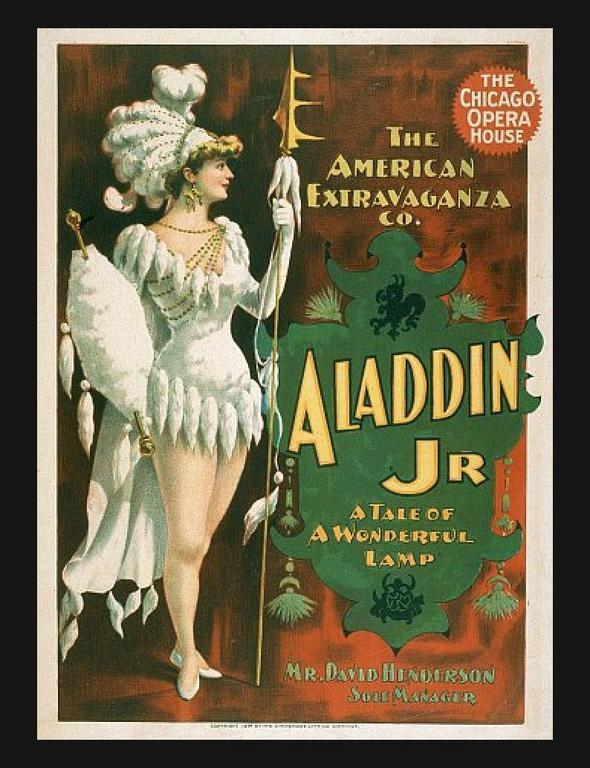 THE
CHICAGO
OPERA
HOUSE
THE
AMERICAN
EXTRAVAGANZA
CO.
ALADDIN
JR
A TALE OF
A WONDERFUL
LAMP
MR. DAVID HENDERSON
SOLE MANAGER